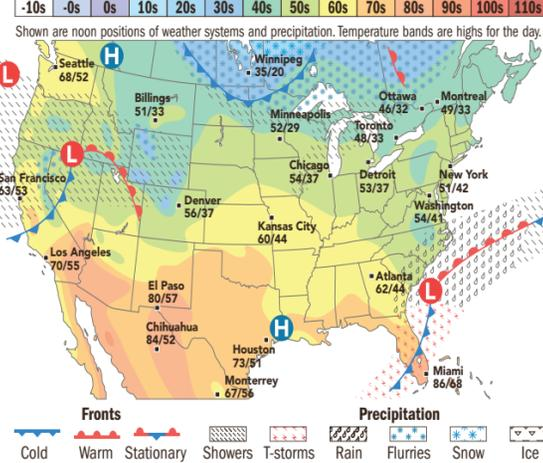 -10s -0s 0s 10s 20s 30s 40s 50s 60s 70s 80s 90s 100s 110s
Shown are noon positions of weather systems and precipitation. Temperature bands are highs for the day.
H
L
Seattle
68/52
Winnipeg
35/20
Billings
51/33
Ottawa
46/32
Montreal
49/33
Minneapolis
52/29
Toronto
48/33
L
San Francisco
63/53
Chicago
54/37
Detroit
53/37
New York
51/42
Denver
56/37
Washington
54/41
Kansas City
60/44
Los Angeles
70/55
Atlanta
62/44
L
El Paso
80/57
Chihuahua
84/52
H
Houston
73/51
Miami
86/68
Monterrey
67/56
Fronts Precipitation
Cold Warm Stationary Showers T-storms Rain Flurries Snow Ice